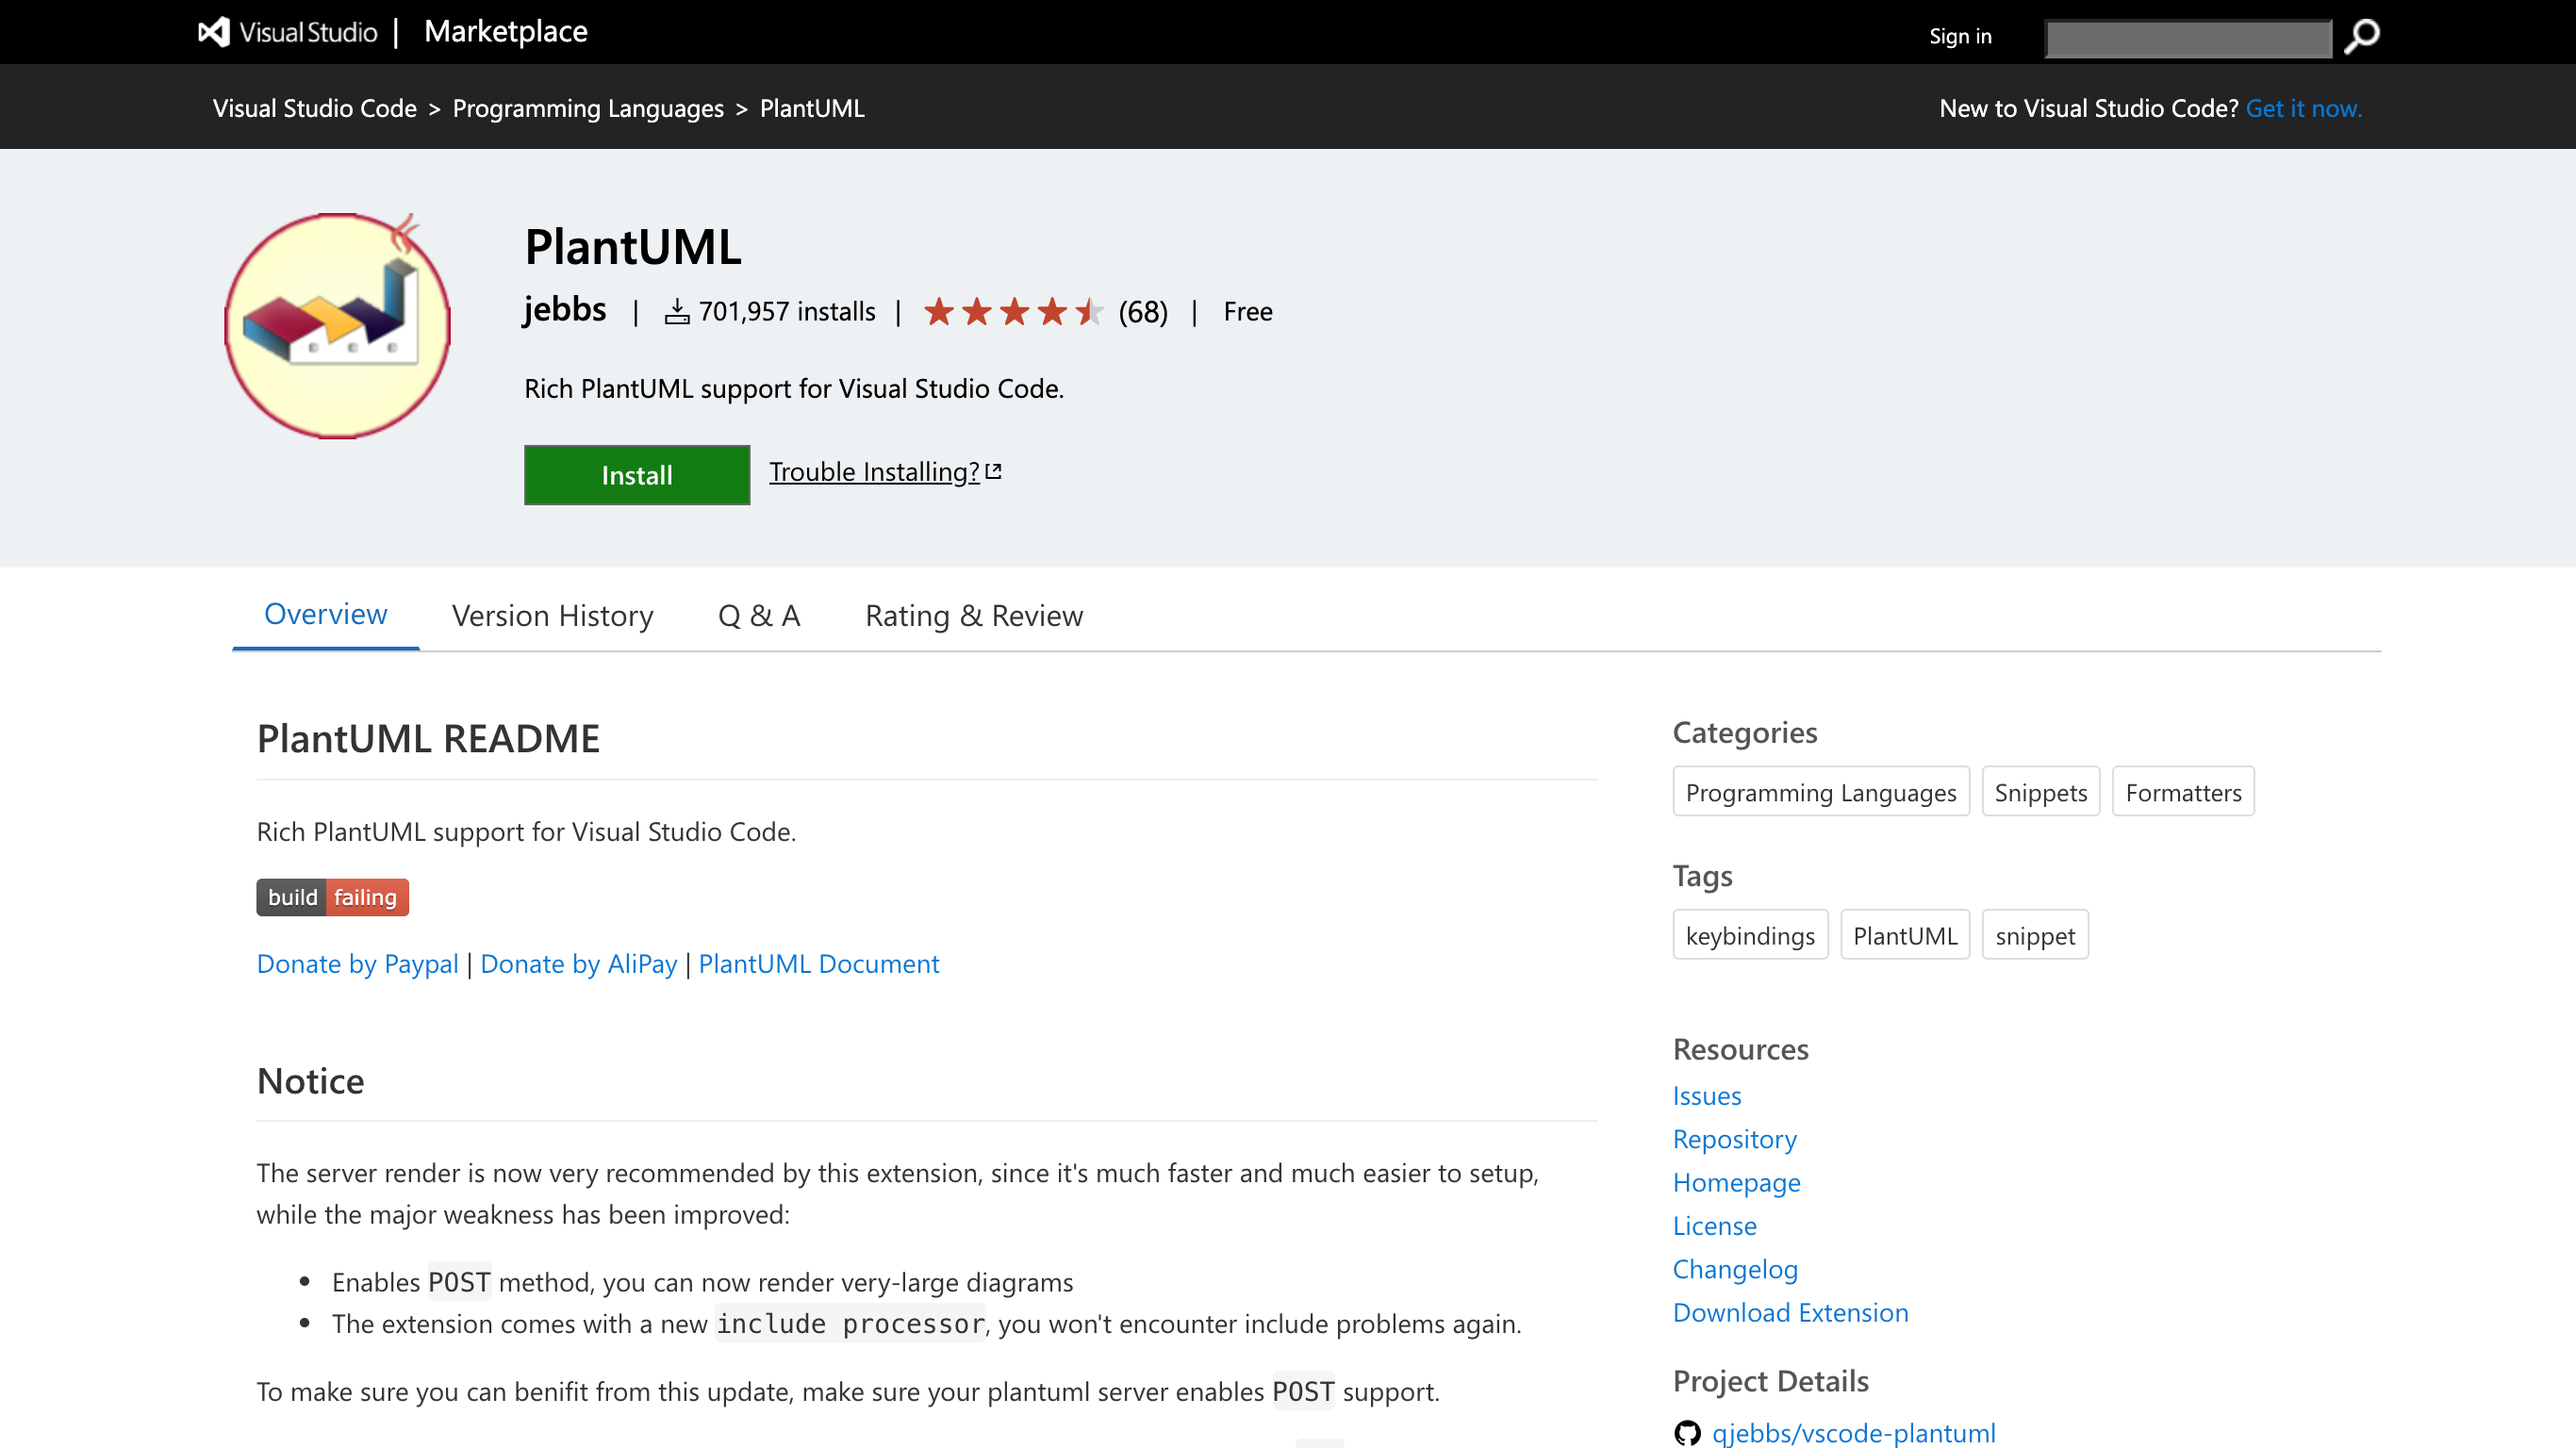 Visual Studio | Marketplace
Sign in
Visual Studio Code > Programming Languages > PlantUML
New to Visual Studio Code? Get it now.
PlantUML
jebbs | 701,957 installs | (68) | Free
Rich PlantUML support for Visual Studio Code.
Install
Trouble Installing?
Overview
Version History
Q & A
Rating & Review
PlantUML README
Rich PlantUML support for Visual Studio Code.
build failing
Donate by Paypal | Donate by AliPay | PlantUML Document
Notice
The server render is now very recommended by this extension, since it's much faster and much easier to setup,
while the major weakness has been improved:
• Enables POST method, you can now render very-large diagrams
• The extension comes with a new include processor, you won't encounter include problems again.
To make sure you can benifit from this update, make sure your plantuml server enables POST support.
Categories
Programming Languages
Snippets
Formatters
Tags
keybindings
PlantUML
snippet
Resources
Issues
Repository
Homepage
License
Changelog
Download Extension
Project Details
qjebbs/vscode-plantuml